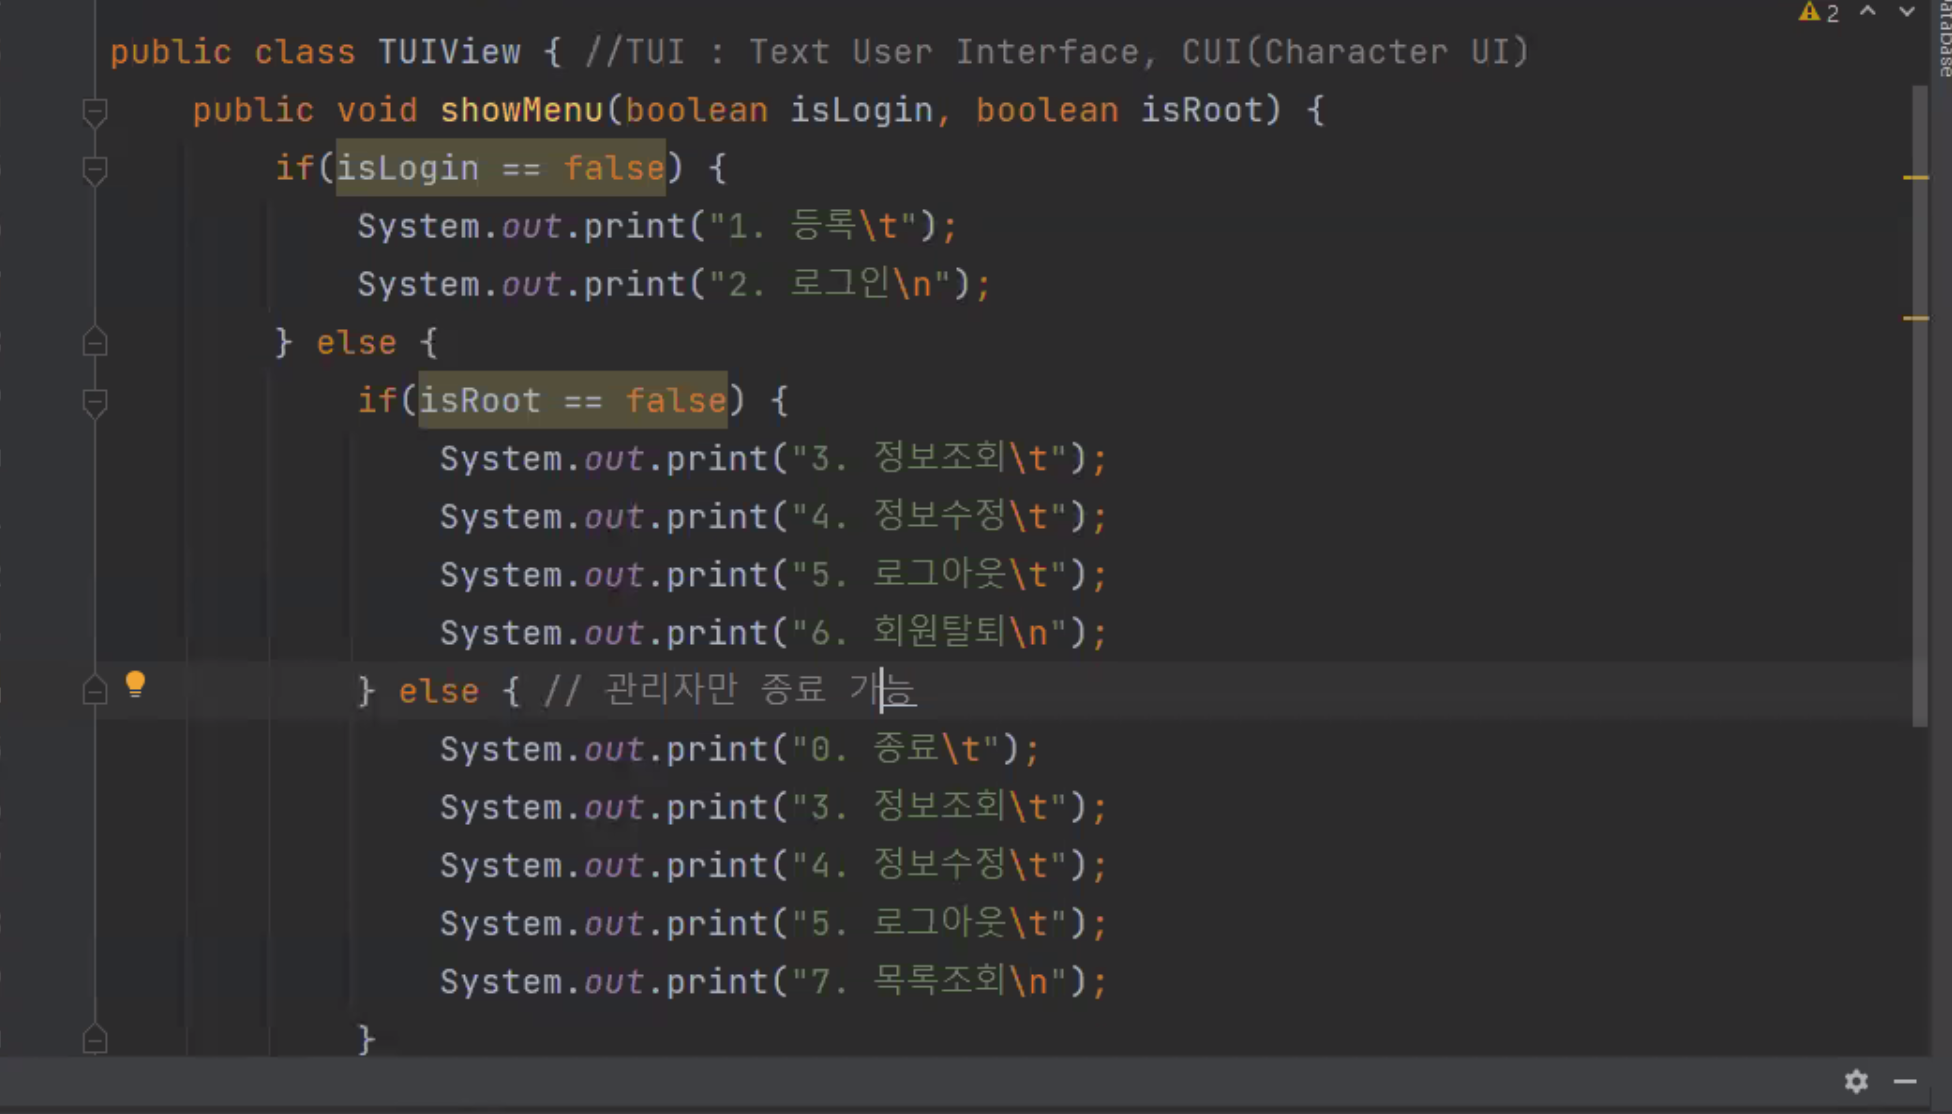 2
public class TUIView { //TUI : Text User Interface, CUI(Character UI)
public void showMenu(boolean isLogin, boolean isRoot) {
if(isLogin == false) {
System.out.print("1. 등록\t");
System.out.print("2. 로그인\n");
} else {
if(isRoot == false) {
System.out.print("3. 정보조회\t");
System.out.print("4. 정보수정\t");
System.out.print("5. 로그아웃\t");
System.out.print("6. 회원탈퇴\n");
} else { // 관리자만 종료 가능
System.out.print("0. 종료\t");
System.out.print("3. 정보조회\t");
System.out.print("4. 정보수정\t");
System.out.print("5. 로그아웃\t");
System.out.print("7. 목록조회\n");
}